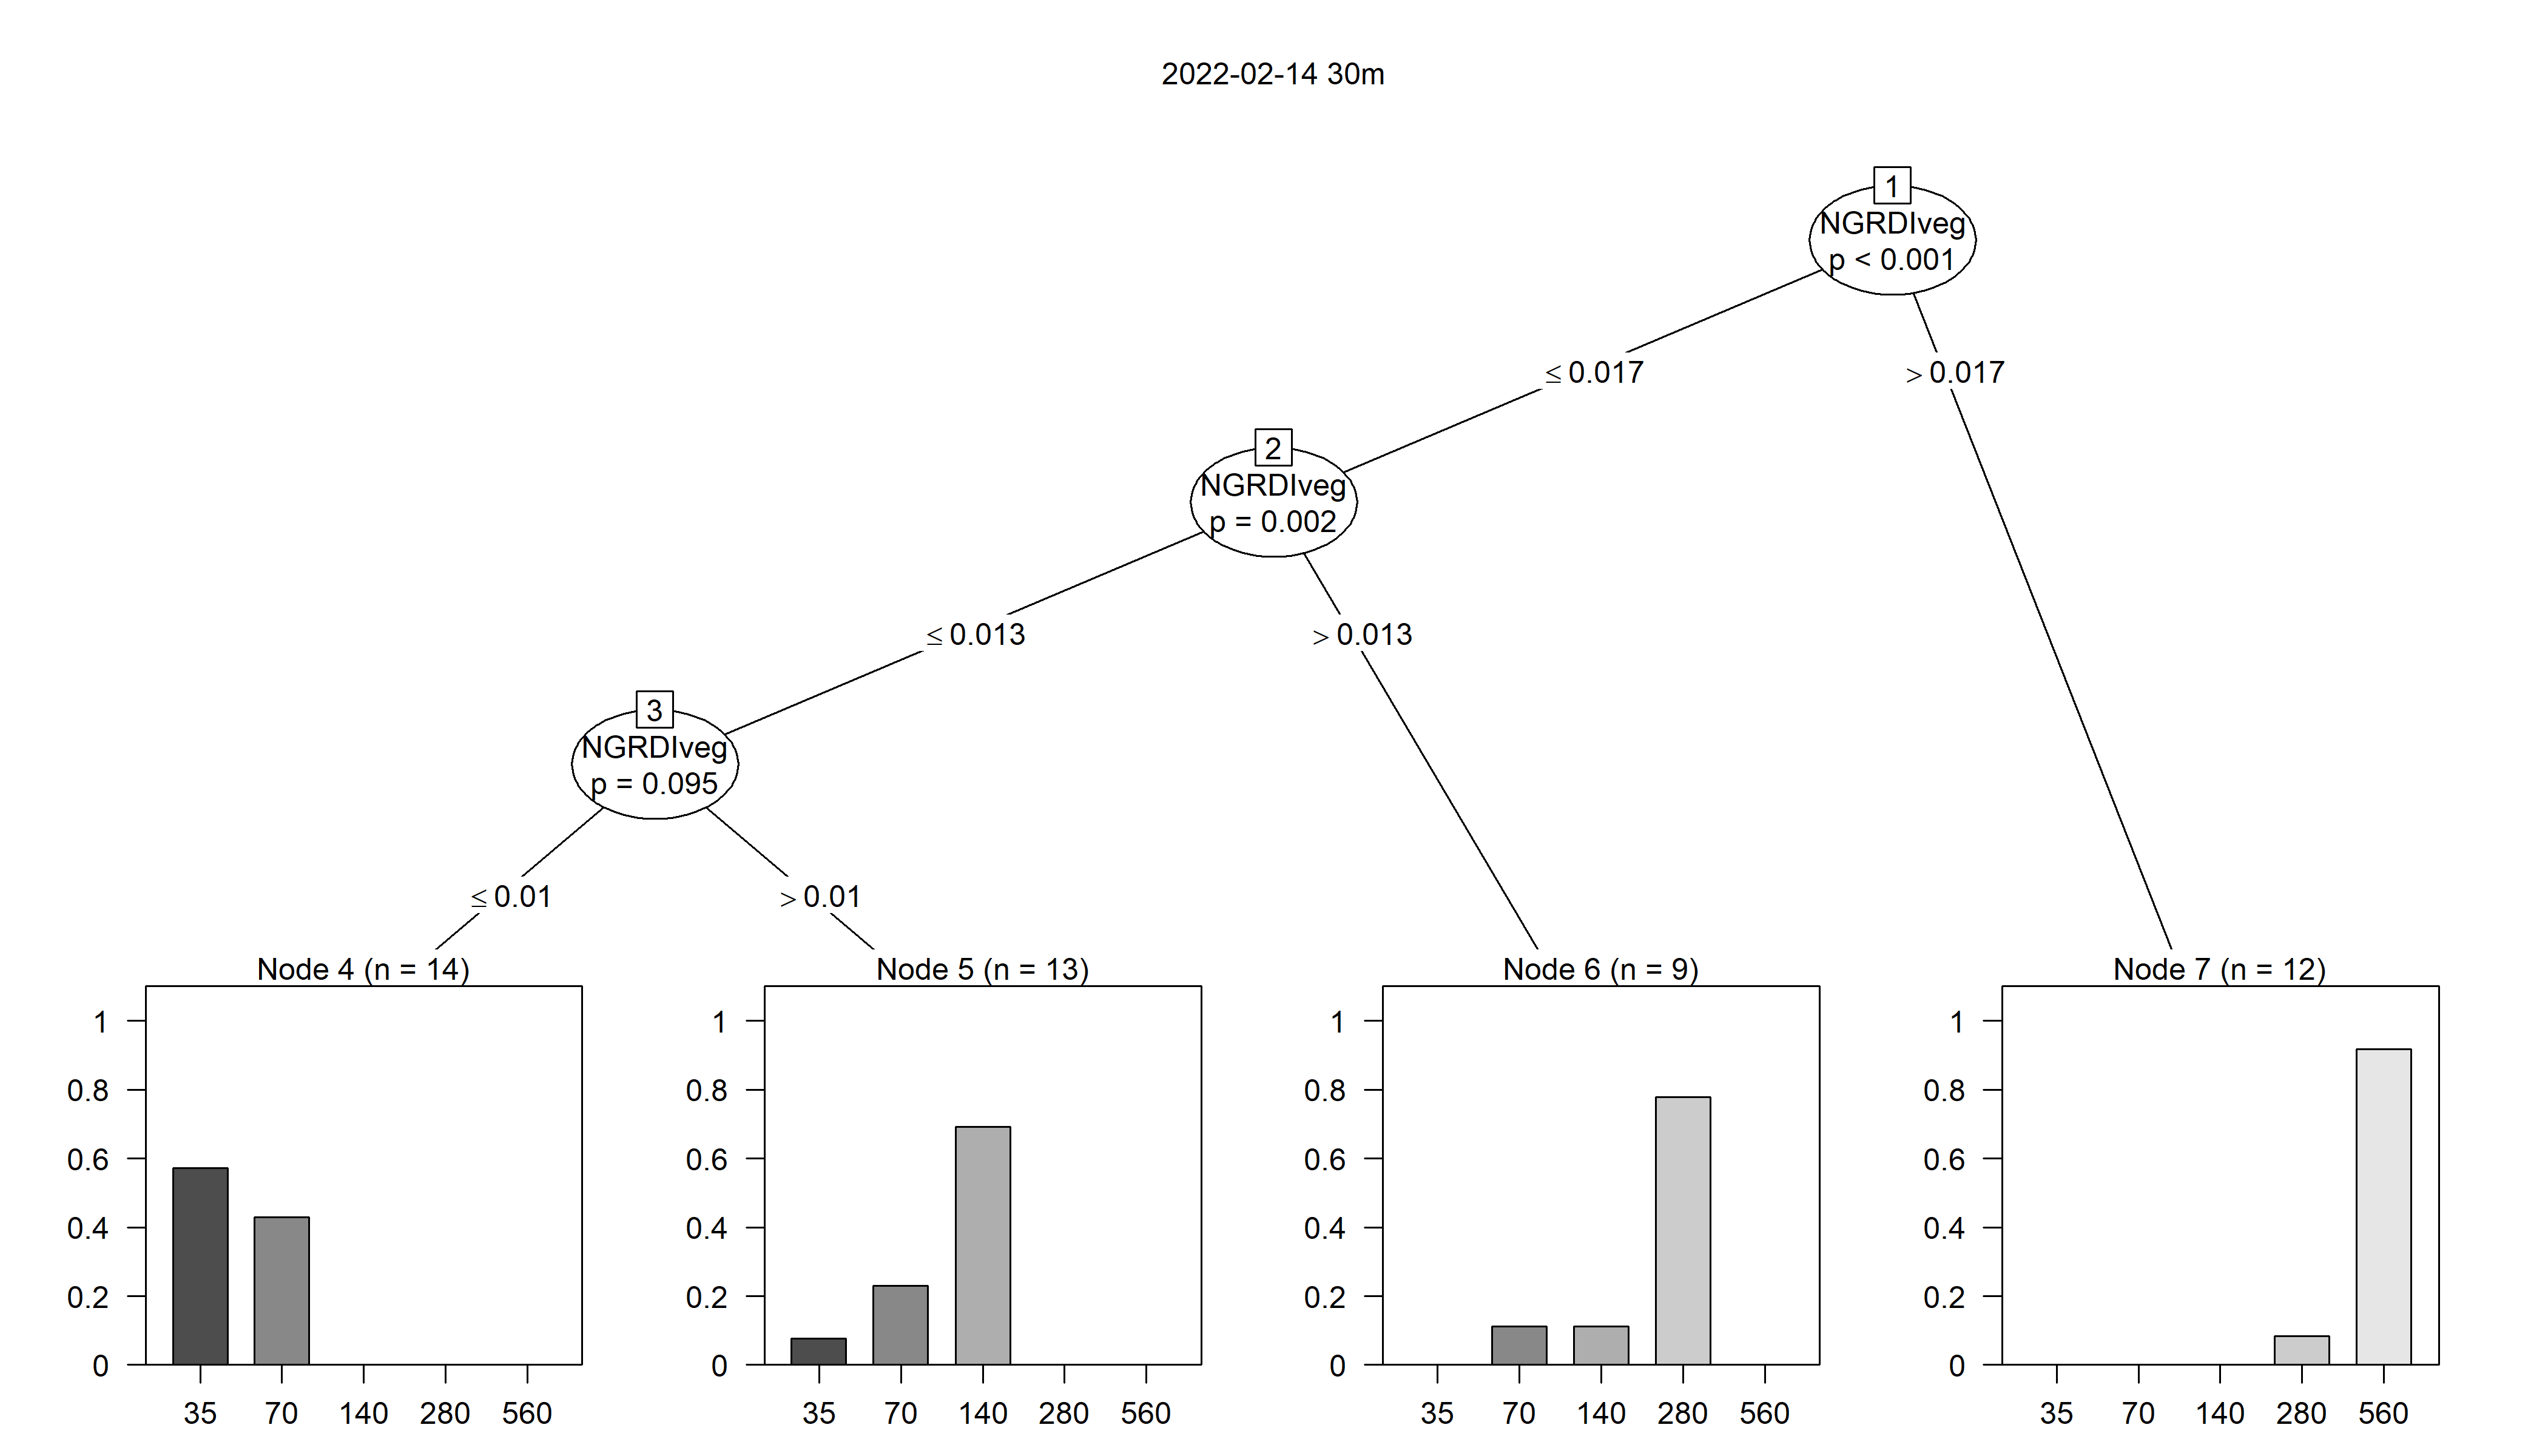 2022-02-14 30m
1
NGRDIveg
p < 0.001
≤ 0.017
> 0.017
2
NGRDIveg
p = 0.002
≤ 0.013
> 0.013
3
NGRDIveg
p = 0.095
≤ 0.01
> 0.01
Node 4 (n = 14)
1
0.8
0.6
0.4
0.2
0
35 70 140 280 560
Node 5 (n = 13)
1
0.8
0.6
0.4
0.2
0
35 70 140 280 560
Node 6 (n = 9)
1
0.8
0.6
0.4
0.2
0
35 70 140 280 560
Node 7 (n = 12)
1
0.8
0.6
0.4
0.2
0
35 70 140 280 560